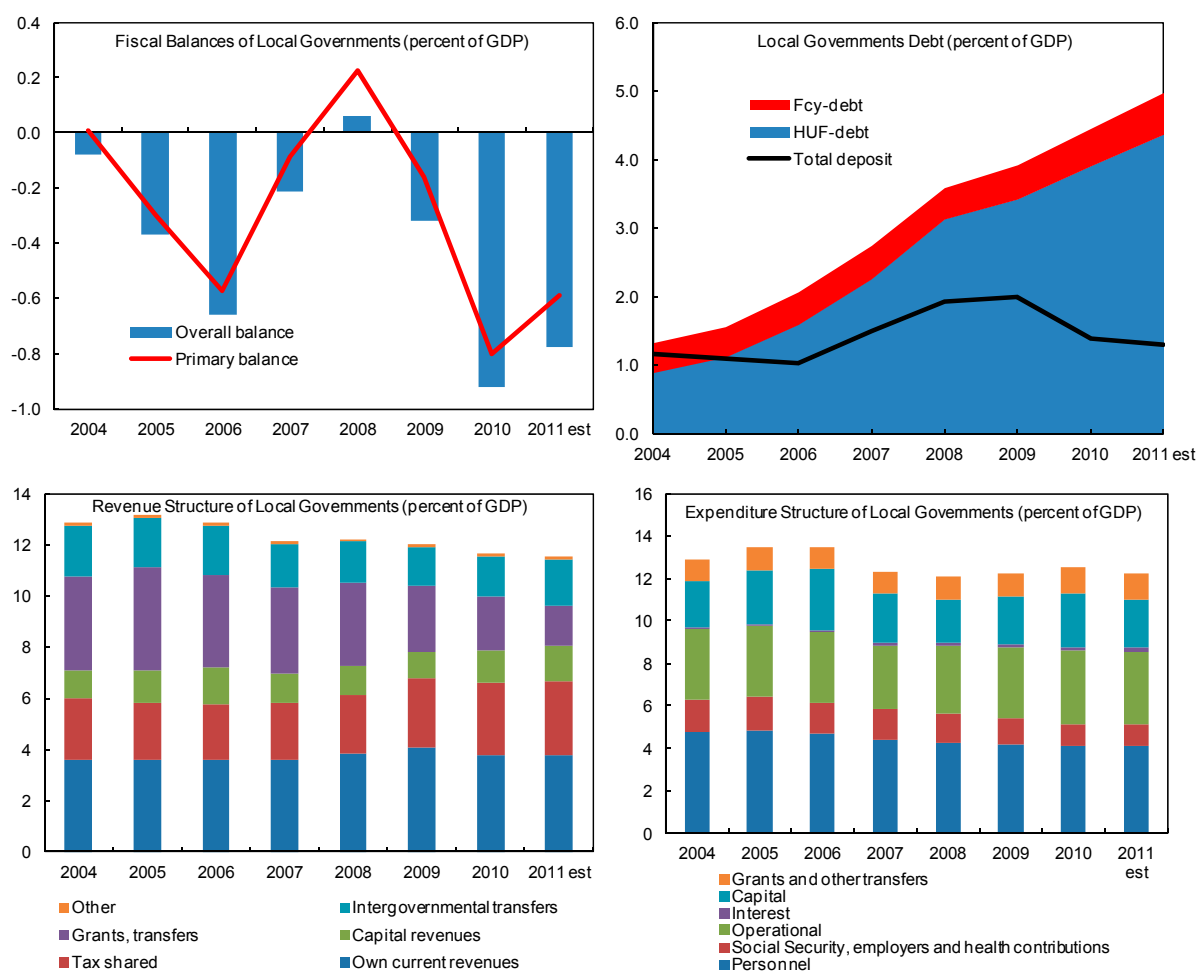 Fiscal Balances of Local Governments (percent of GDP)
0.4
0.2
0.0
-0.2
-0.4
-0.6
-0.8
-1.0
Overall balance
Primary balance
2004 2005 2006 2007 2008 2009 2010 2011 est
Local Governments Debt (percent of GDP)
6.0
5.0
4.0
3.0
2.0
1.0
0.0
Fcy-debt
HUF-debt
Total deposit
2004 2005 2006 2007 2008 2009 2010 2011 est
Revenue Structure of Local Governments (percent of GDP)
14
12
10
8
6
4
2
0
2004 2005 2006 2007 2008 2009 2010 2011 est
Other Intergovernmental transfers
Grants, transfers Capital revenues
Tax shared Own current revenues
Expenditure Structure of Local Governments (percent of GDP)
16
14
12
10
8
6
4
2
0
2004 2005 2006 2007 2008 2009 2010 2011
est
Grants and other transfers
Capital
Interest
Operational
Social Security, employers and health contributions
Personnel